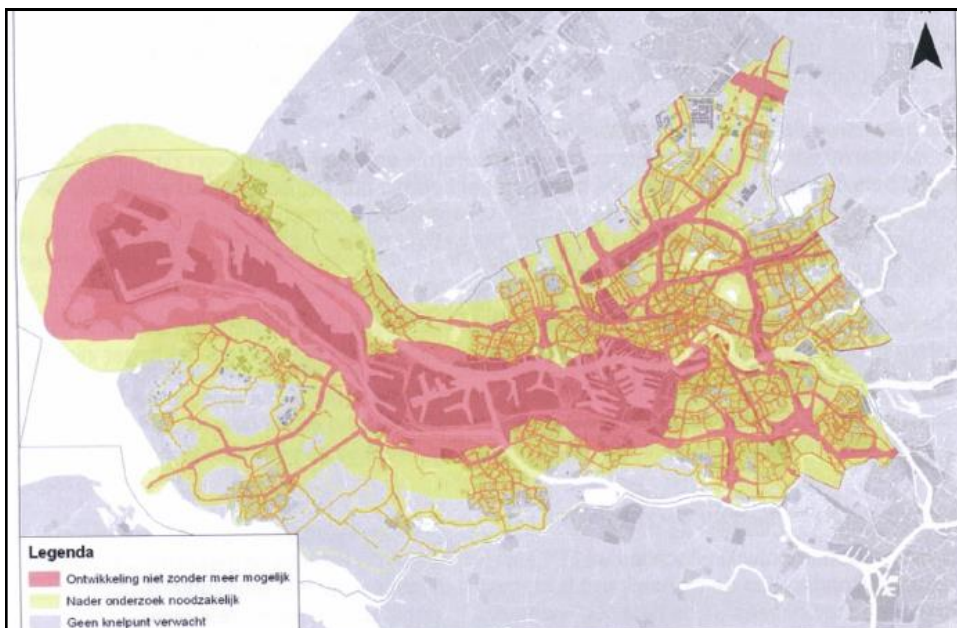 Legenda
Ontwikkeling niet zonder meer mogelijk
Nader onderzoek noodzakelijk
Geen knelpunt verwacht